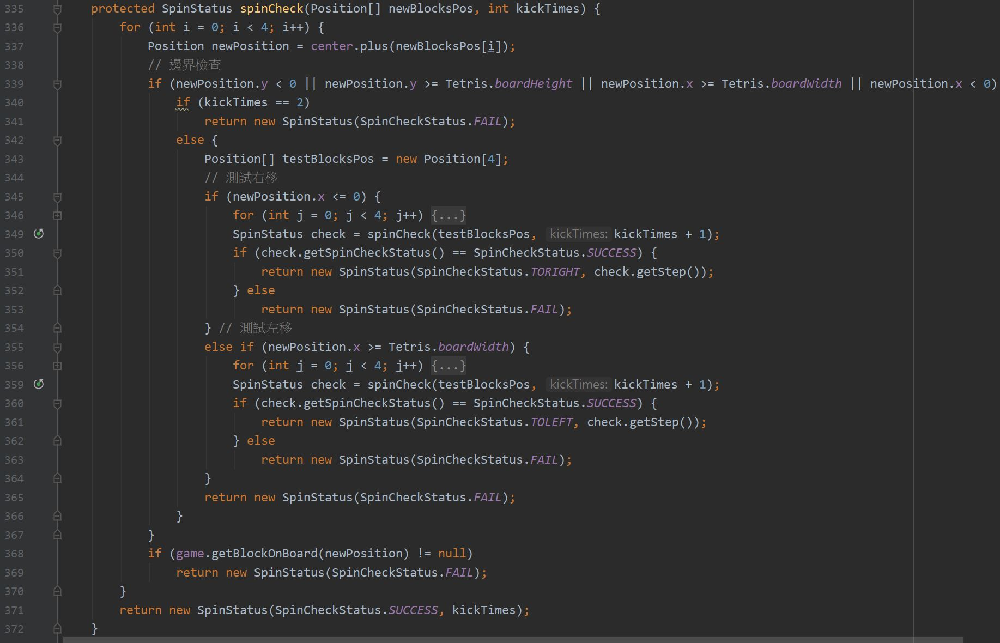 335 protected SpinStatus spinCheck(Position[] newBlocksPos, int kickTimes) {
336 for (int i = 0; i < 4; i++) {
337 Position newPosition = center.plus(newBlocksPos[i]);
338 // 邊界檢查
339 if (newPosition.y < 0 || newPosition.y >= Tetris.boardHeight || newPosition.x >= Tetris.boardWidth || newPosition.x < 0)
340 if (kickTimes == 2)
341 return new SpinStatus(SpinCheckStatus.FAIL);
342 else {
343 Position[] testBlocksPos = new Position[4];
344 // 測試右移
345 if (newPosition.x <= 0) {
346 for (int j = 0; j < 4; j++) {...}
349 SpinStatus check = spinCheck(testBlocksPos, kickTimes: kickTimes + 1);
350 if (check.getSpinCheckStatus() == SpinCheckStatus.SUCCESS) {
351 return new SpinStatus(SpinCheckStatus.TORIGHT, check.getStep());
352 } else
353 return new SpinStatus(SpinCheckStatus.FAIL);
354 } // 測試左移
355 else if (newPosition.x >= Tetris.boardWidth) {
356 for (int j = 0; j < 4; j++) {...}
359 SpinStatus check = spinCheck(testBlocksPos, kickTimes: kickTimes + 1);
360 if (check.getSpinCheckStatus() == SpinCheckStatus.SUCCESS) {
361 return new SpinStatus(SpinCheckStatus.TOLEFT, check.getStep());
362 } else
363 return new SpinStatus(SpinCheckStatus.FAIL);
364 }
365 return new SpinStatus(SpinCheckStatus.FAIL);
366 }
367 }
368 if (game.getBlockOnBoard(newPosition) != null)
369 return new SpinStatus(SpinCheckStatus.FAIL);
370 }
371 return new SpinStatus(SpinCheckStatus.SUCCESS, kickTimes);
372 }